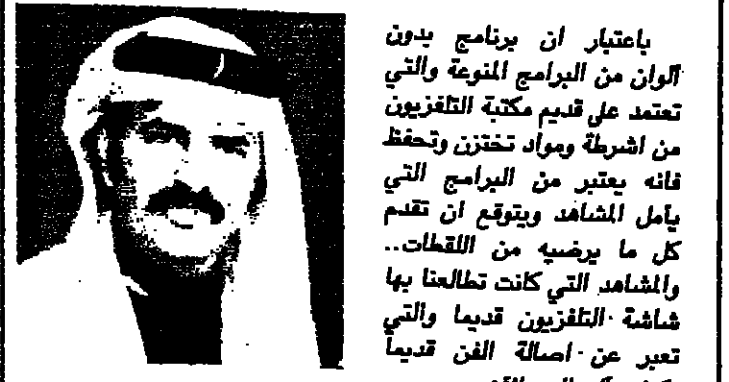 باعتبار ان برنامج بدون
ألوان من البرامج المنوعة والتي
تعتمد على قديم مكتبة التلفزيون
من اشرطة ومواد تختزن وتحفظ
فانه يعتبر من البرامج التي
يأمل المشاهد ويتوقع ان تقدم
كل ما يرضيه من اللقطات..
والمشاهد التي كانت تطالعنا بها
شاشة التلفزيون قديما والتي
تعبر عن اصالة الفن قديماً